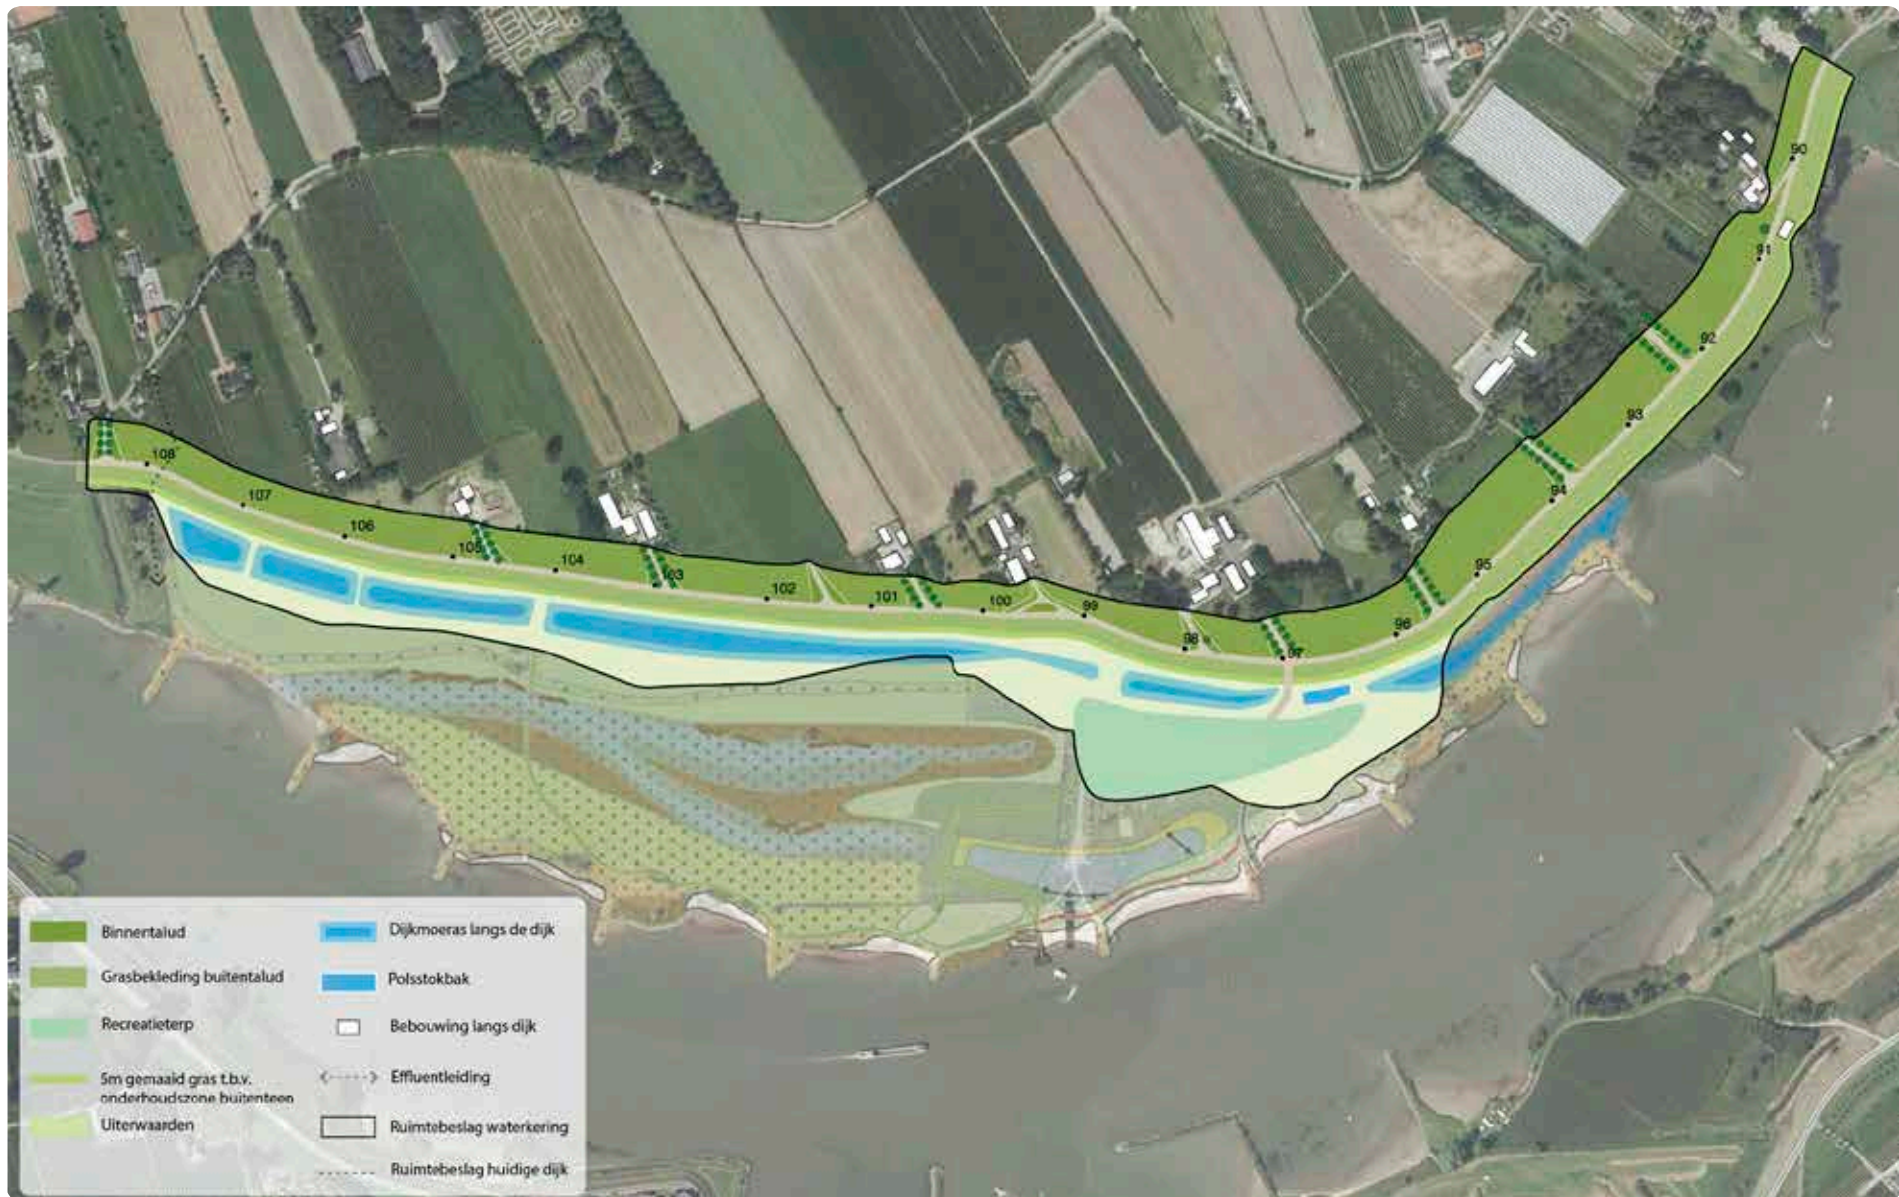 90
91
92
93
94
95
96
97
98
99
100
101
102
103
104
105
106
107
108
Binnentalud
Grasbekleding buitentalud
Recreatieterp
5m gemaaid gras t.b.v.
onderhoudszone buitenteen
Uiterwaarden
Dijkmoeras langs de dijk
Polsstokbak
Bebouwing langs dijk
Effluentleiding
Ruimtebeslag waterkering
Ruimtebeslag huidige dijk